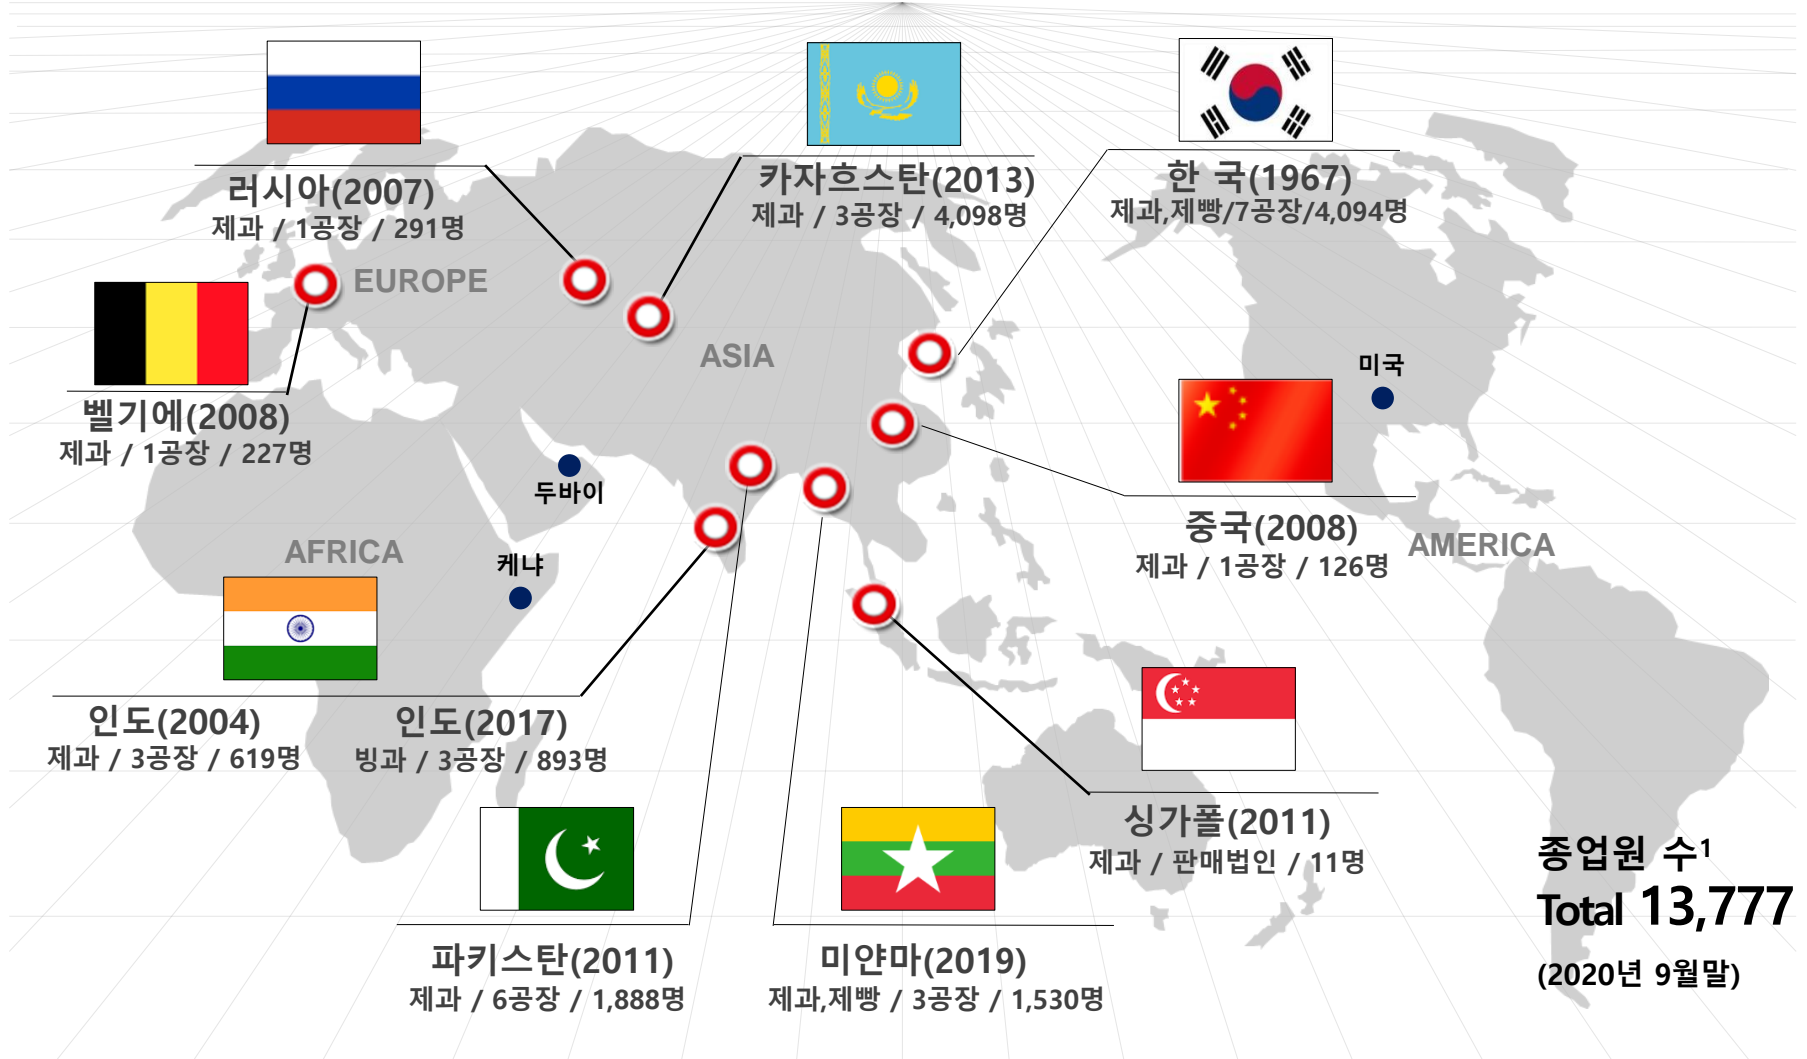 러시아(2007)
제과 / 1공장 / 291명
카자흐스탄(2013)
제과 / 3공장 / 4,098명
한 국(1967)
제과,제빵/7공장/4,094명
EUROPE
ASIA
벨기에(2008)
제과 / 1공장 / 227명
미국
두바이
중국(2008)
제과 / 1공장 / 126명
AMERICA
AFRICA
케냐
인도(2004)
제과 / 3공장 / 619명
인도(2017)
빙과 / 3공장 / 893명
싱가폴(2011)
제과 / 판매법인 / 11명
파키스탄(2011)
제과 / 6공장 / 1,888명
미얀마(2019)
제과,제빵 / 3공장 / 1,530명
종업원 수1
Total 13,777
(2020년 9월말)